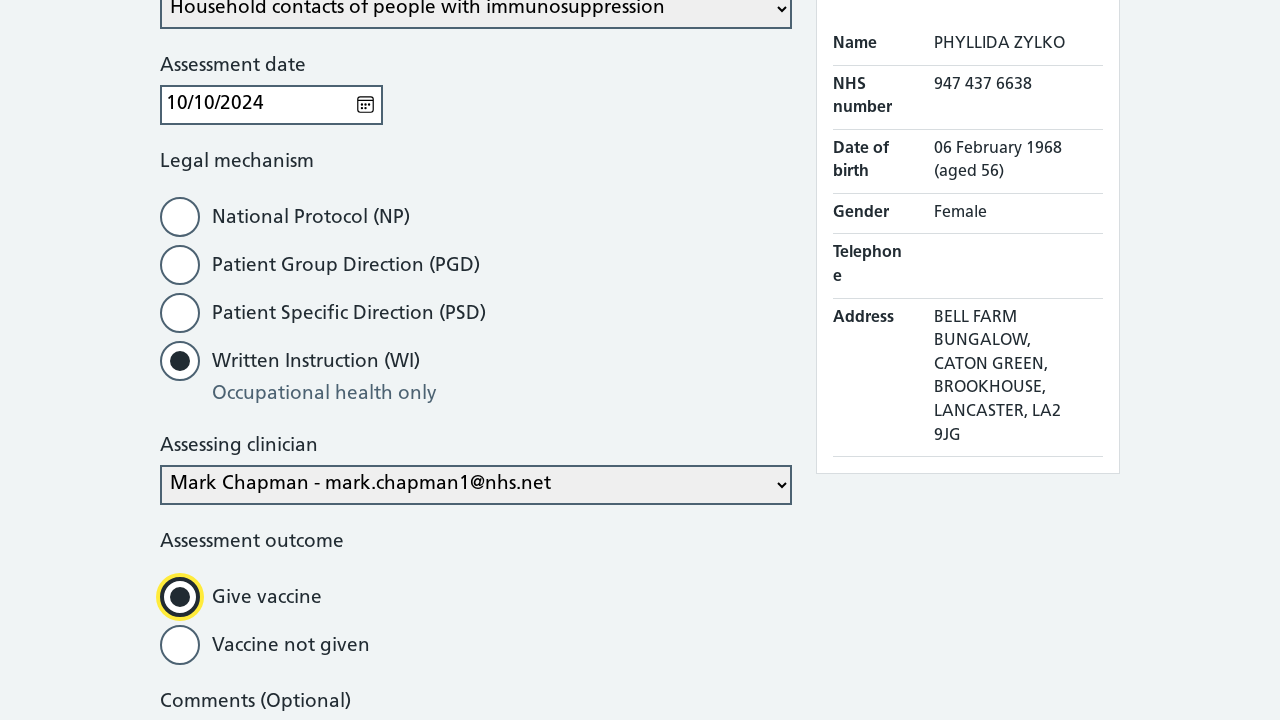 Household contacts of people with immunosuppression
Assessment date
10/10/2024
Legal mechanism
National Protocol (NP)
Patient Group Direction (PGD)
Patient Specific Direction (PSD)
Written Instruction (WI)
Occupational health only
Assessing clinician
Mark Chapman - mark.chapman1@nhs.net
Assessment outcome
Give vaccine
Vaccine not given
Comments (Optional)
Name PHYLLIDA ZYLKO
NHS 947 437 6638
number
Date of 06 February 1968
birth (aged 56)
Gender Female
Telephon
e
Address BELL FARM
BUNGALOW,
CATON GREEN,
BROOKHOUSE,
LANCASTER, LA2
9JG